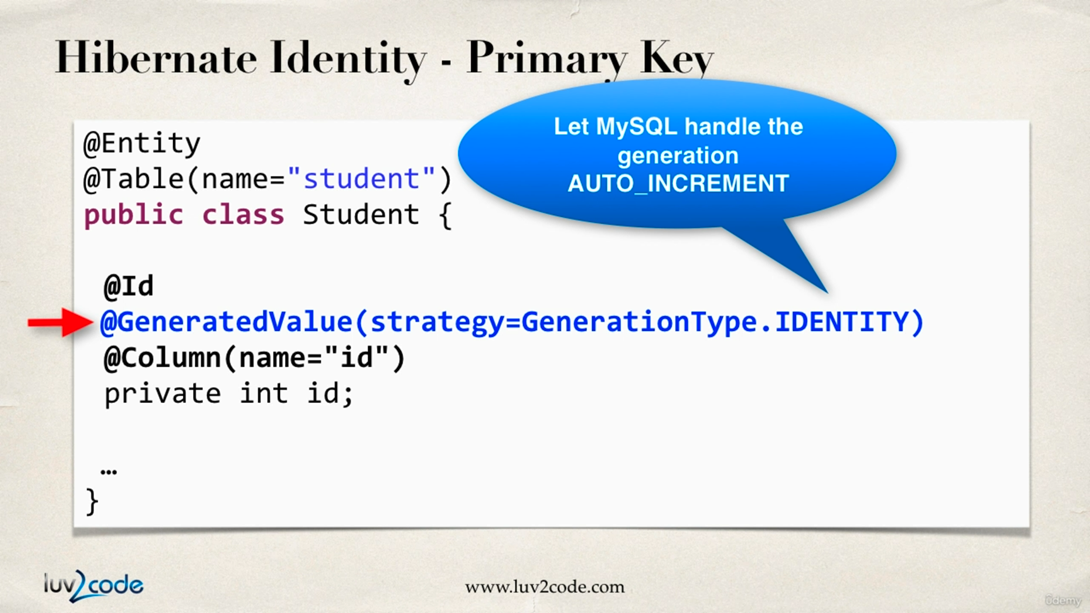 Hibernate Identity - Primary Key
Let MySQL handle the
generation
AUTO_INCREMENT
@Entity
@Table(name="student")
public class Student {
@Id
@GeneratedValue(strategy=GenerationType.IDENTITY)
@Column(name="id")
private int id;
…
}
luv2code
www.luv2code.com
ûdemy